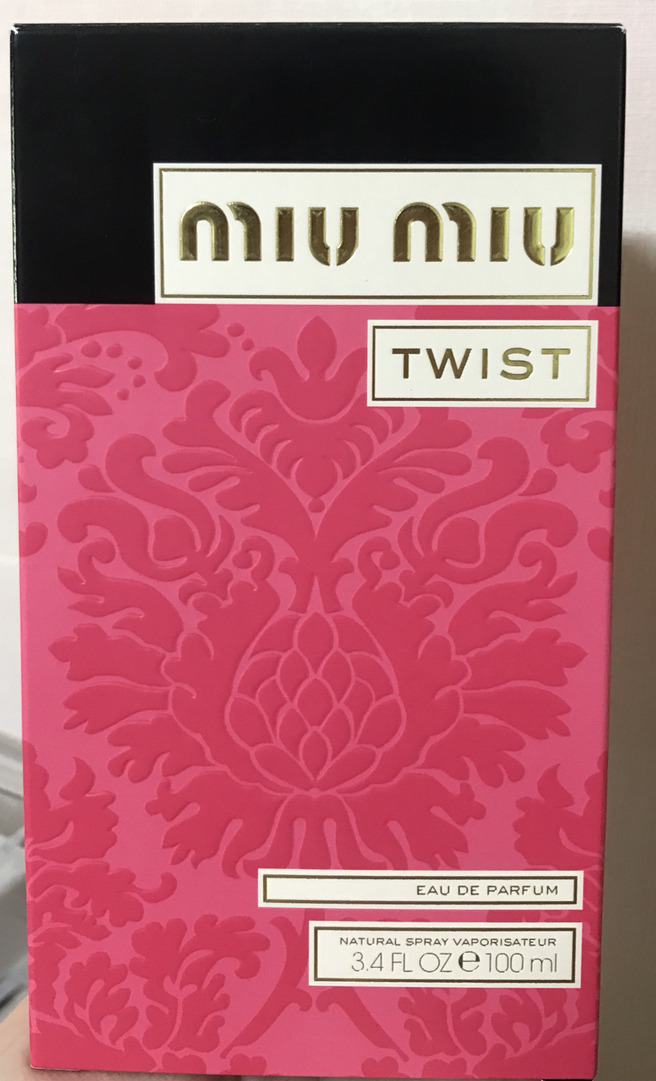 miu miu
TWIST
EAU DE PARFUM
NATURAL SPRAY VAPORISATEUR
3.4 FL OZ ℮ 100 ml